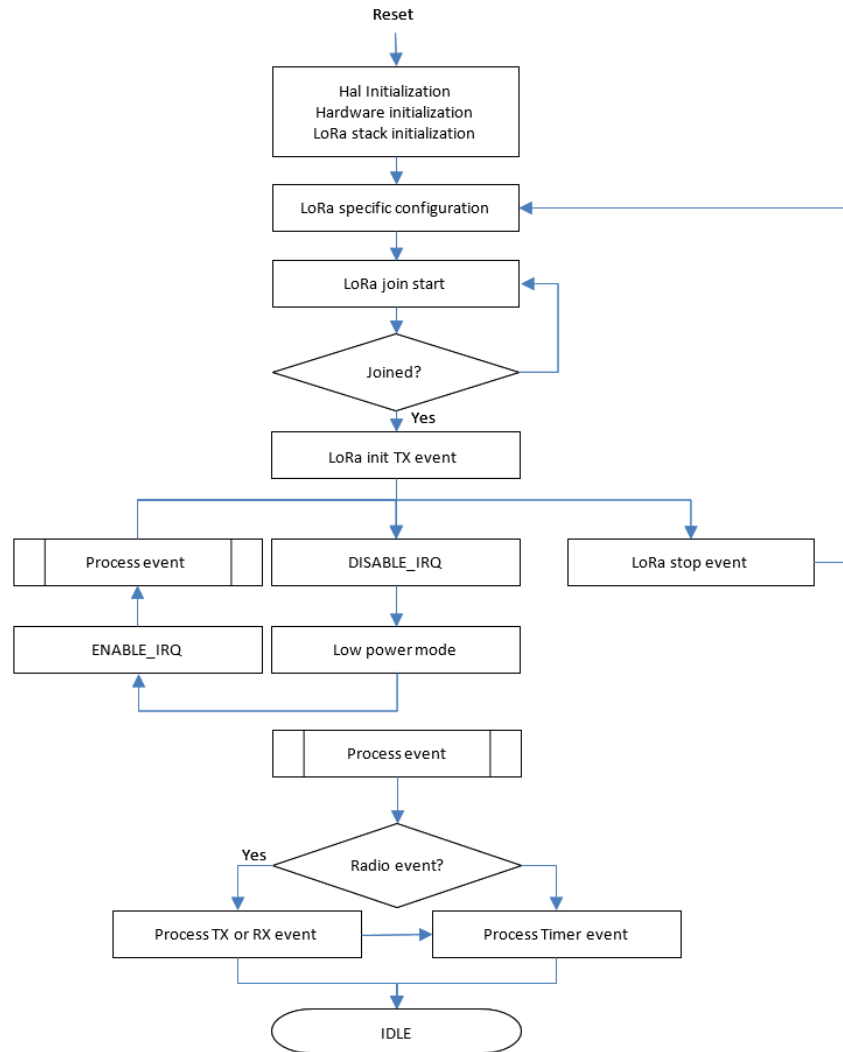 Reset
Hal Initialization
Hardware initialization
LoRa stack initialization
LoRa specific configuration
LoRa join start
Joined?
Yes
LoRa init TX event
Process event
DISABLE_IRQ
LoRa stop event
ENABLE_IRQ
Low power mode
Process event
Yes
Radio event?
Process TX or RX event
Process Timer event
IDLE